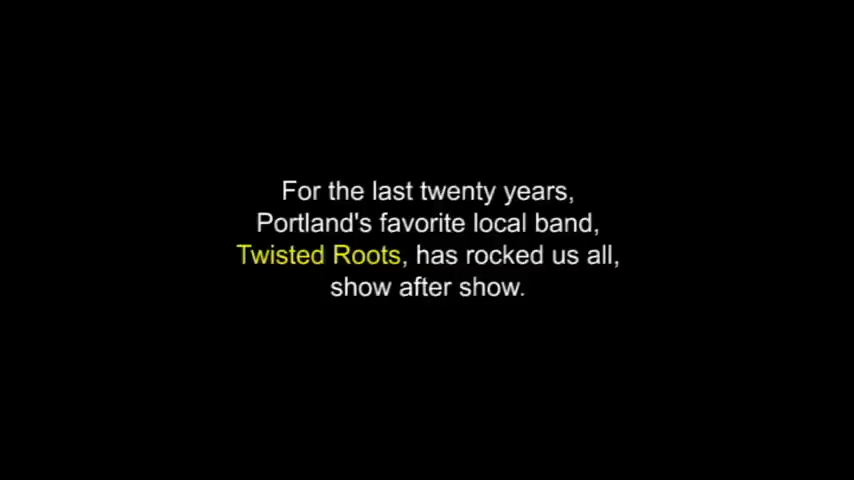 For the last twenty years,
Portland's favorite local band,
Twisted Roots, has rocked us all,
show after show.